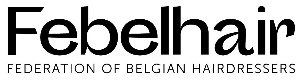 Febelhair
FEDERATION OF BELGIAN HAIRDRESSERS